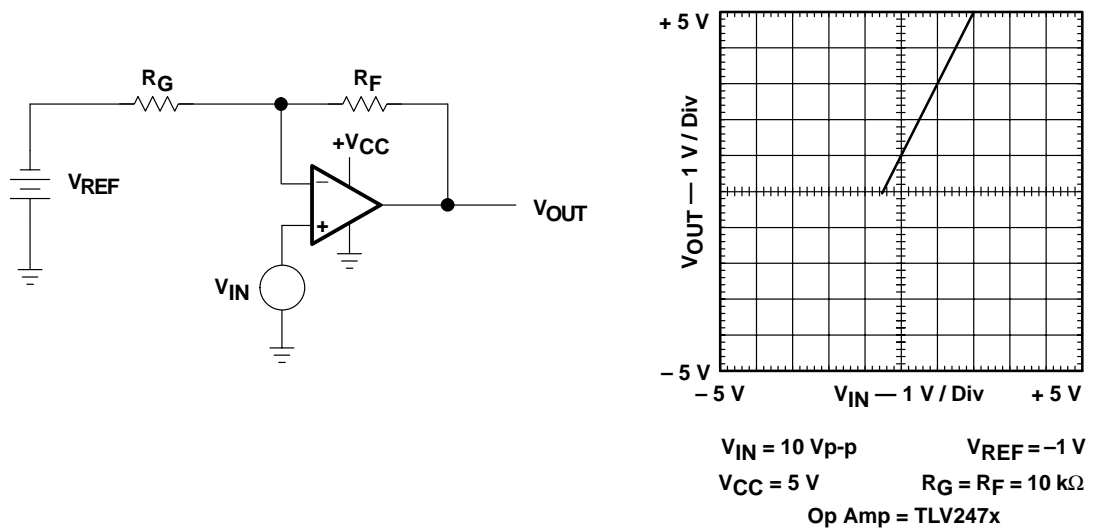 RG
RF
+VCC
VREF
–
+
VOUT
VIN
+ 5 V
VOUT — 1 V / Div
– 5 V
– 5 V
VIN — 1 V / Div
+ 5 V
VIN = 10 Vp-p
VREF = –1 V
VCC = 5 V
RG = RF = 10 kΩ
Op Amp = TLV247x